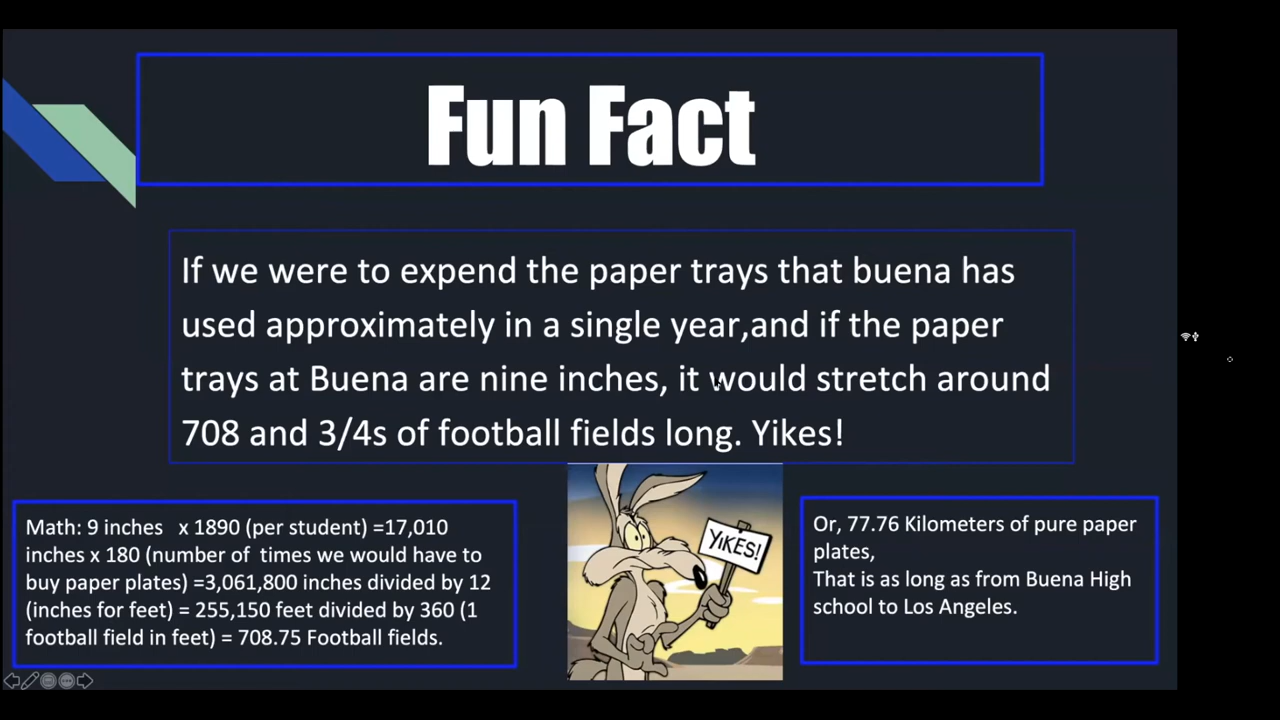 Fun Fact
If we were to expend the paper trays that buena has
used approximately in a single year,and if the paper
trays at Buena are nine inches, it would stretch around
708 and 3/4s of football fields long. Yikes!
Math: 9 inches x 1890 (per student) =17,010
inches x 180 (number of times we would have to
buy paper plates) =3,061,800 inches divided by 12
(inches for feet) = 255,150 feet divided by 360 (1
football field in feet) = 708.75 Football fields.
YiKES!
Or, 77.76 Kilometers of pure paper
plates,
That is as long as from Buena High
school to Los Angeles.